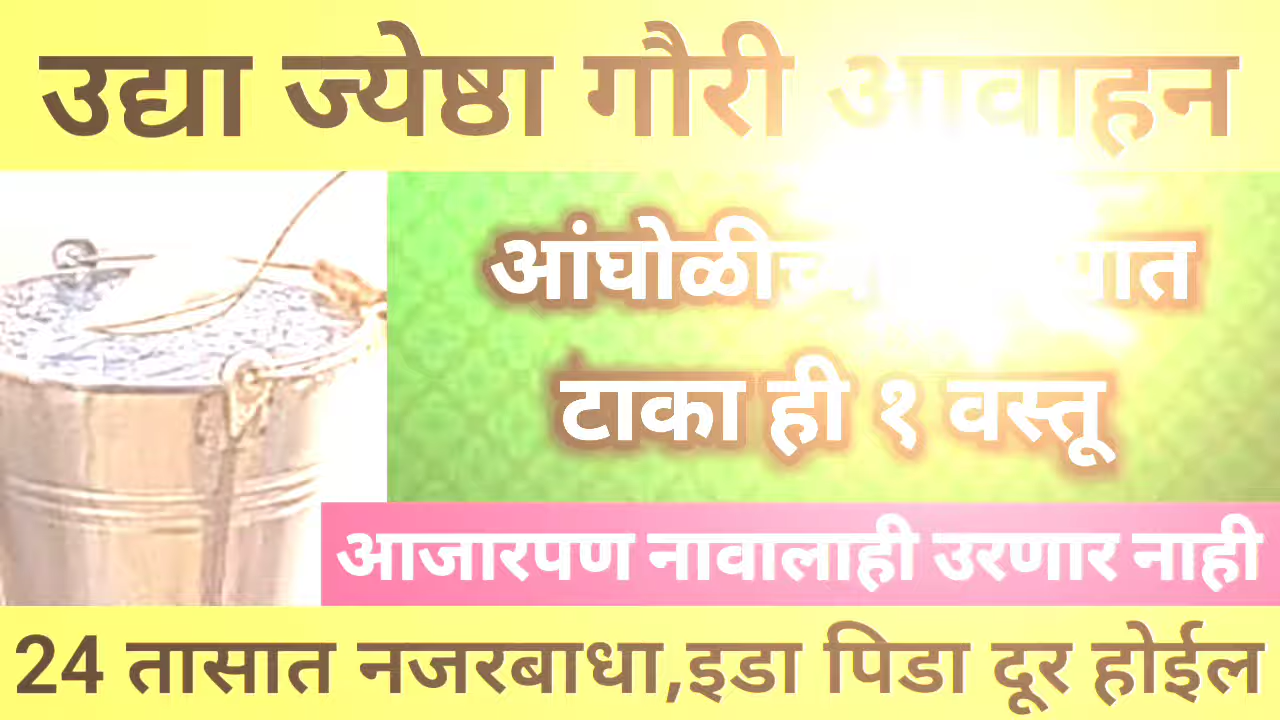 उद्या ज्येष्ठा गौरी आवाहन
आंघोळीच्या
टाका ही १ वस्तू
आजारपण नावालाही उरणार नाही
24 तासात नजरबाधा,इडा पिडा दूर होईल